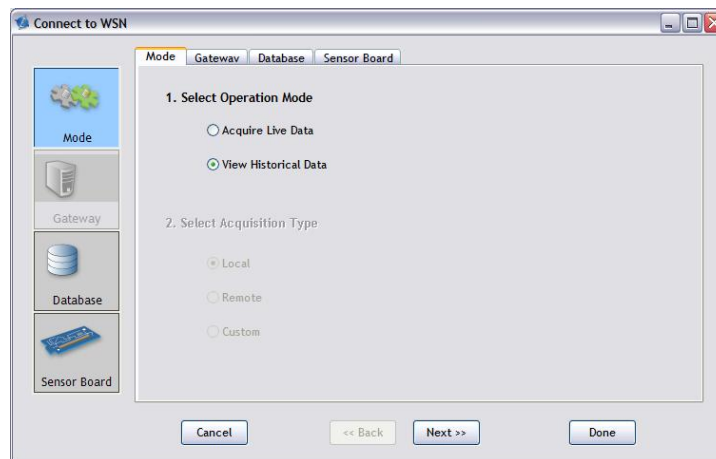 Connect to WSN
Mode Gateway Database Sensor Board
1. Select Operation Mode
Acquire Live Data
Mode
View Historical Data
Gateway
2. Select Acquisition Type
Local
Database
Remote
Custom
Sensor Board
Cancel << Back Next >> Done